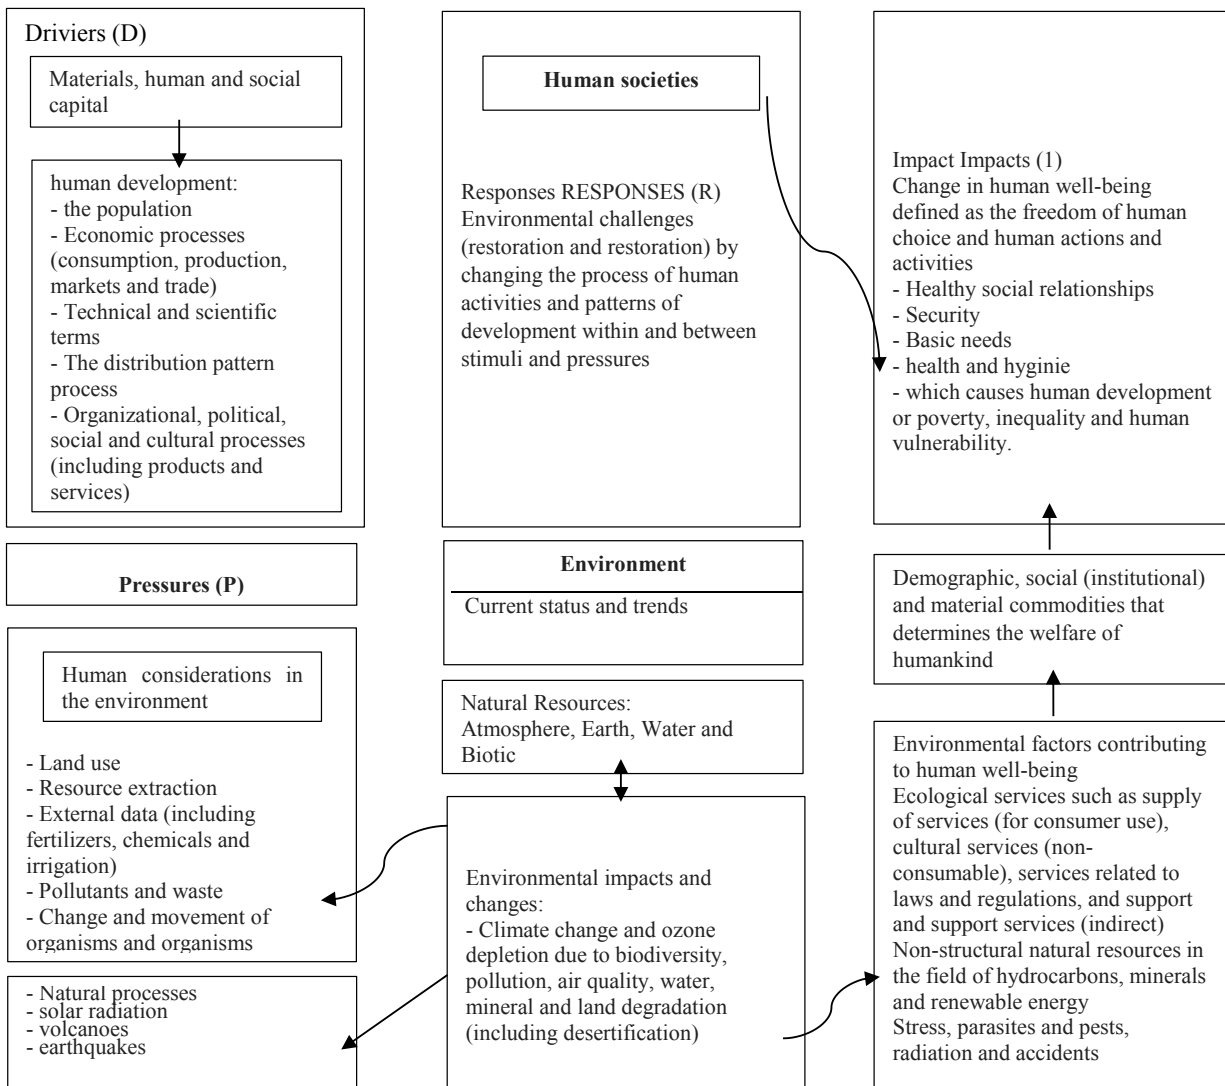 Driviers (D)
Materials, human and social
capital
human development:
- the population
- Economic processes
(consumption, production,
markets and trade)
- Technical and scientific
terms
- The distribution pattern
process
- Organizational, political,
social and cultural processes
(including products and
services)
Pressures (P)
Human considerations in
the environment
- Land use
- Resource extraction
- External data (including
fertilizers, chemicals and
irrigation)
- Pollutants and waste
- Change and movement of
organisms and organisms
- Natural processes
- solar radiation
- volcanoes
- earthquakes
Human societies
Responses RESPONSES (R)
Environmental challenges
(restoration and restoration) by
changing the process of human
activities and patterns of
development within and between
stimuli and pressures
Environment
Current status and trends
Natural Resources:
Atmosphere, Earth, Water and
Biotic
Environmental impacts and
changes:
- Climate change and ozone
depletion due to biodiversity,
pollution, air quality, water,
mineral and land degradation
(including desertification)
Impact Impacts (1)
Change in human well-being
defined as the freedom of human
choice and human actions and
activities
- Healthy social relationships
- Security
- Basic needs
- health and hyginie
- which causes human development
or poverty, inequality and human
vulnerability.
Demographic, social (institutional)
and material commodities that
determines the welfare of
humankind
Environmental factors contributing
to human well-being
Ecological services such as supply
of services (for consumer use),
cultural services (non-
consumable), services related to
laws and regulations, and support
and support services (indirect)
Non-structural natural resources in
the field of hydrocarbons, minerals
and renewable energy
Stress, parasites and pests,
radiation and accidents